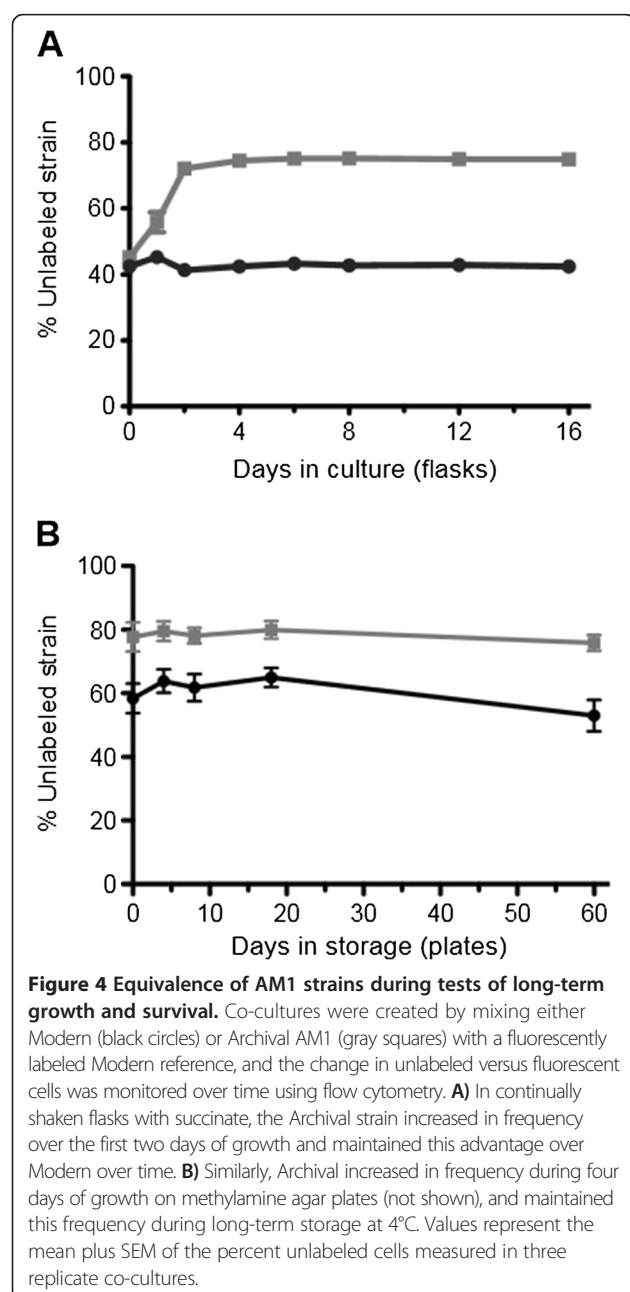 A
100
80
60
40
20
0
% Unlabeled strain
0 4 8 12 16
Days in culture (flasks)
B
100
80
60
40
20
0
% Unlabeled strain
0 10 20 30 40 50 60
Days in storage (plates)
Figure 4 Equivalence of AM1 strains during tests of long-term
growth and survival. Co-cultures were created by mixing either
Modern (black circles) or Archival AM1 (gray squares) with a fluorescently
labeled Modern reference, and the change in unlabeled versus fluorescent
cells was monitored over time using flow cytometry. A) In continually
shaken flasks with succinate, the Archival strain increased in frequency
over the first two days of growth and maintained this advantage over
Modern over time. B) Similarly, Archival increased in frequency during four
days of growth on methylamine agar plates (not shown), and maintained
this frequency during long-term storage at 4°C. Values represent the
mean plus SEM of the percent unlabeled cells measured in three
replicate co-cultures.